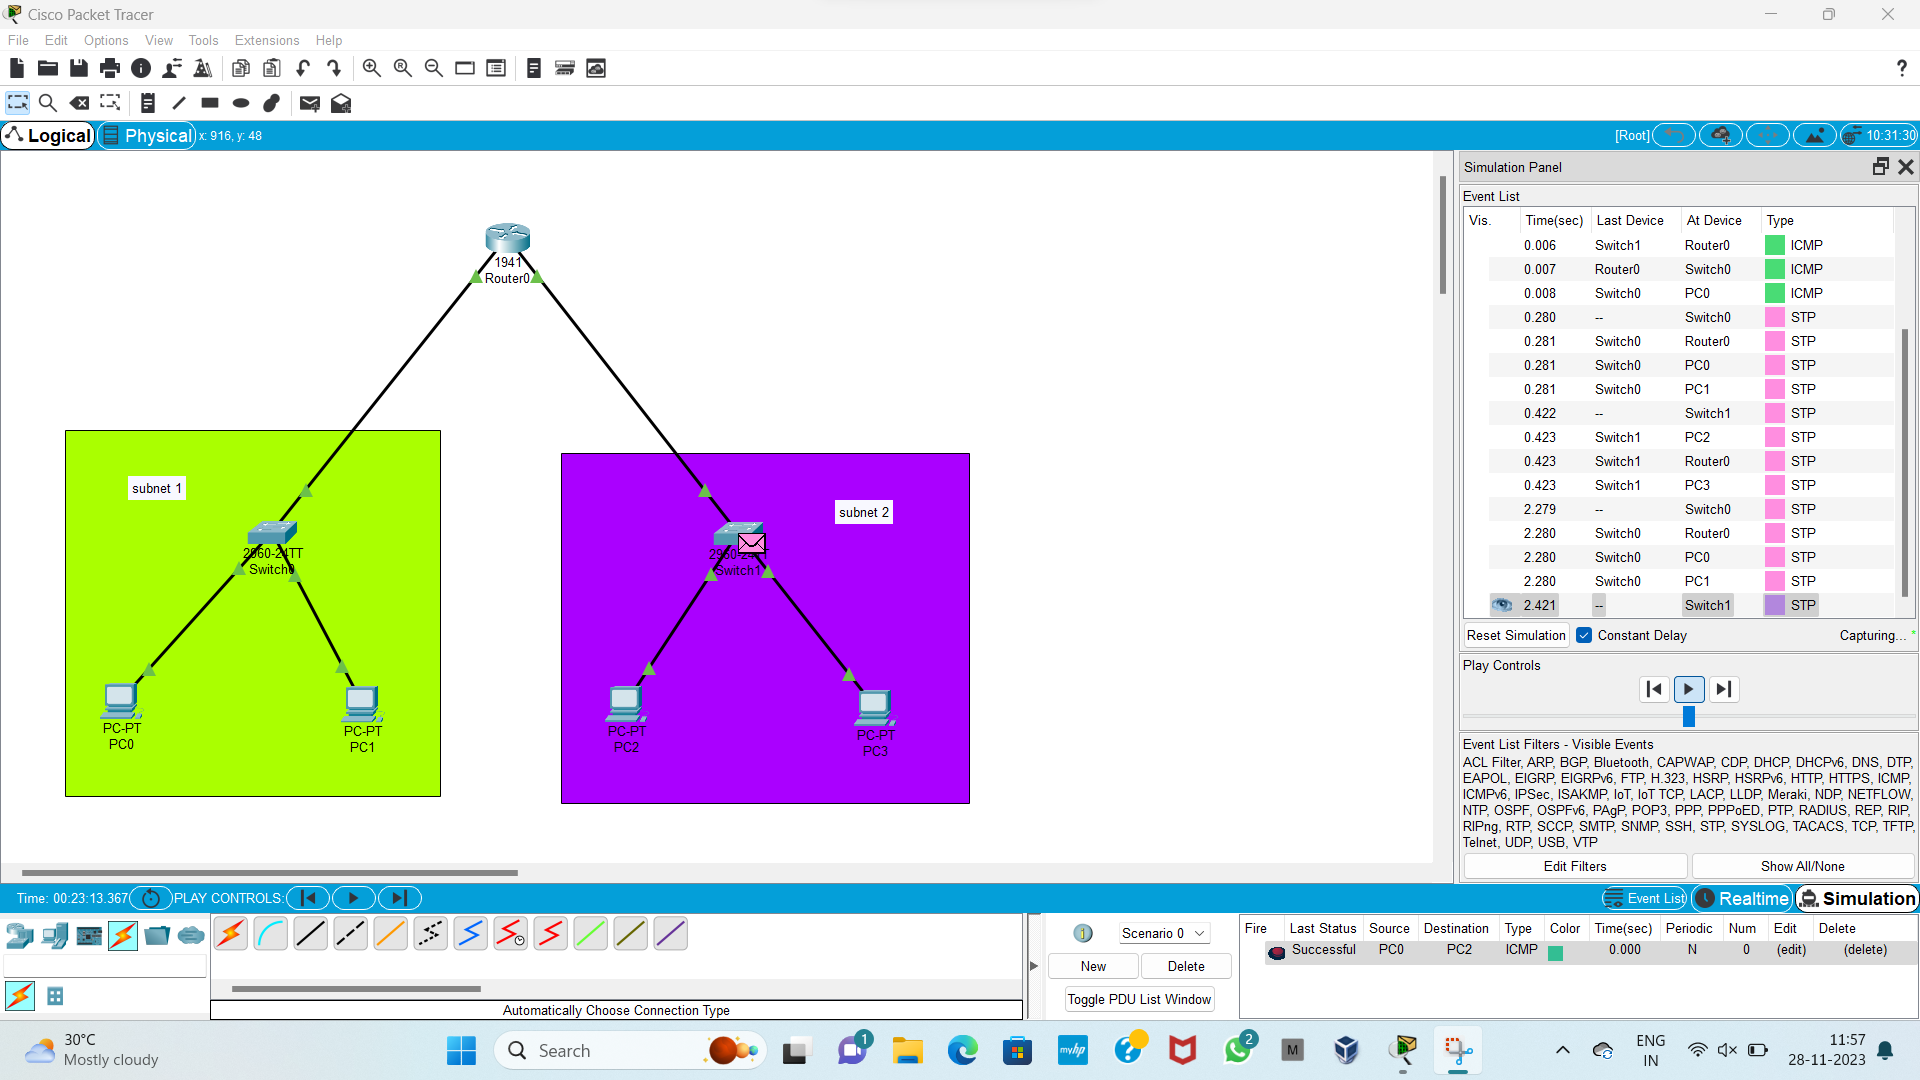 Cisco Packet Tracer
File Edit Options View Tools Extensions Help
?
Logical Physical x: 916, y: 48 [Root] 10:31:30
1941
Router0
subnet 1
subnet 2
2960-24TT
Switch0
Switch1
PC-PT
PC0
PC-PT
PC1
PC-PT
PC2
PC-PT
PC3
Simulation Panel
Event List
Vis. Time(sec) Last Device At Device Type
0.006 Switch1 Router0 ICMP
0.007 Router0 Switch0 ICMP
0.008 Switch0 PC0 ICMP
0.280 -- Switch0 STP
0.281 Switch0 Router0 STP
0.281 Switch0 PC0 STP
0.281 Switch0 PC1 STP
0.422 -- Switch1 STP
0.423 Switch1 PC2 STP
0.423 Switch1 Router0 STP
0.423 Switch1 PC3 STP
2.279 -- Switch0 STP
2.280 Switch0 Router0 STP
2.280 Switch0 PC0 STP
2.280 Switch0 PC1 STP
2.421 -- Switch1 STP
Reset Simulation Constant Delay Capturing... *
Play Controls
Event List Filters - Visible Events
ACL Filter, ARP, BGP, Bluetooth, CAPWAP, CDP, DHCP, DHCPv6, DNS, DTP,
EAPOL, EIGRP, EIGRPv6, FTP, H.323, HSRP, HSRPv6, HTTP, HTTPS, ICMP,
ICMPv6, IPSec, ISAKMP, IoT, IoT TCP, LACP, LLDP, Meraki, NDP, NETFLOW,
NTP, OSPF, OSPFv6, PAgP, POP3, PPP, PPPoED, PTP, RADIUS, REP, RIP,
RIPng, RTP, SCCP, SMTP, SNMP, SSH, STP, SYSLOG, TACACS, TCP, TFTP,
Telnet, UDP, USB, VTP
Edit Filters Show All/None
Time: 00:23:13.367 PLAY CONTROLS: Event List Realtime Simulation
Automatically Choose Connection Type
1 Scenario 0
New Delete
Toggle PDU List Window
Fire Last Status Source Destination Type Color Time(sec) Periodic Num Edit Delete
Successful PC0 PC2 ICMP 0.000 N 0 (edit) (delete)
30°C
Mostly cloudy
Search
1
myhp
2
M
ENG
IN
11:57
28-11-2023